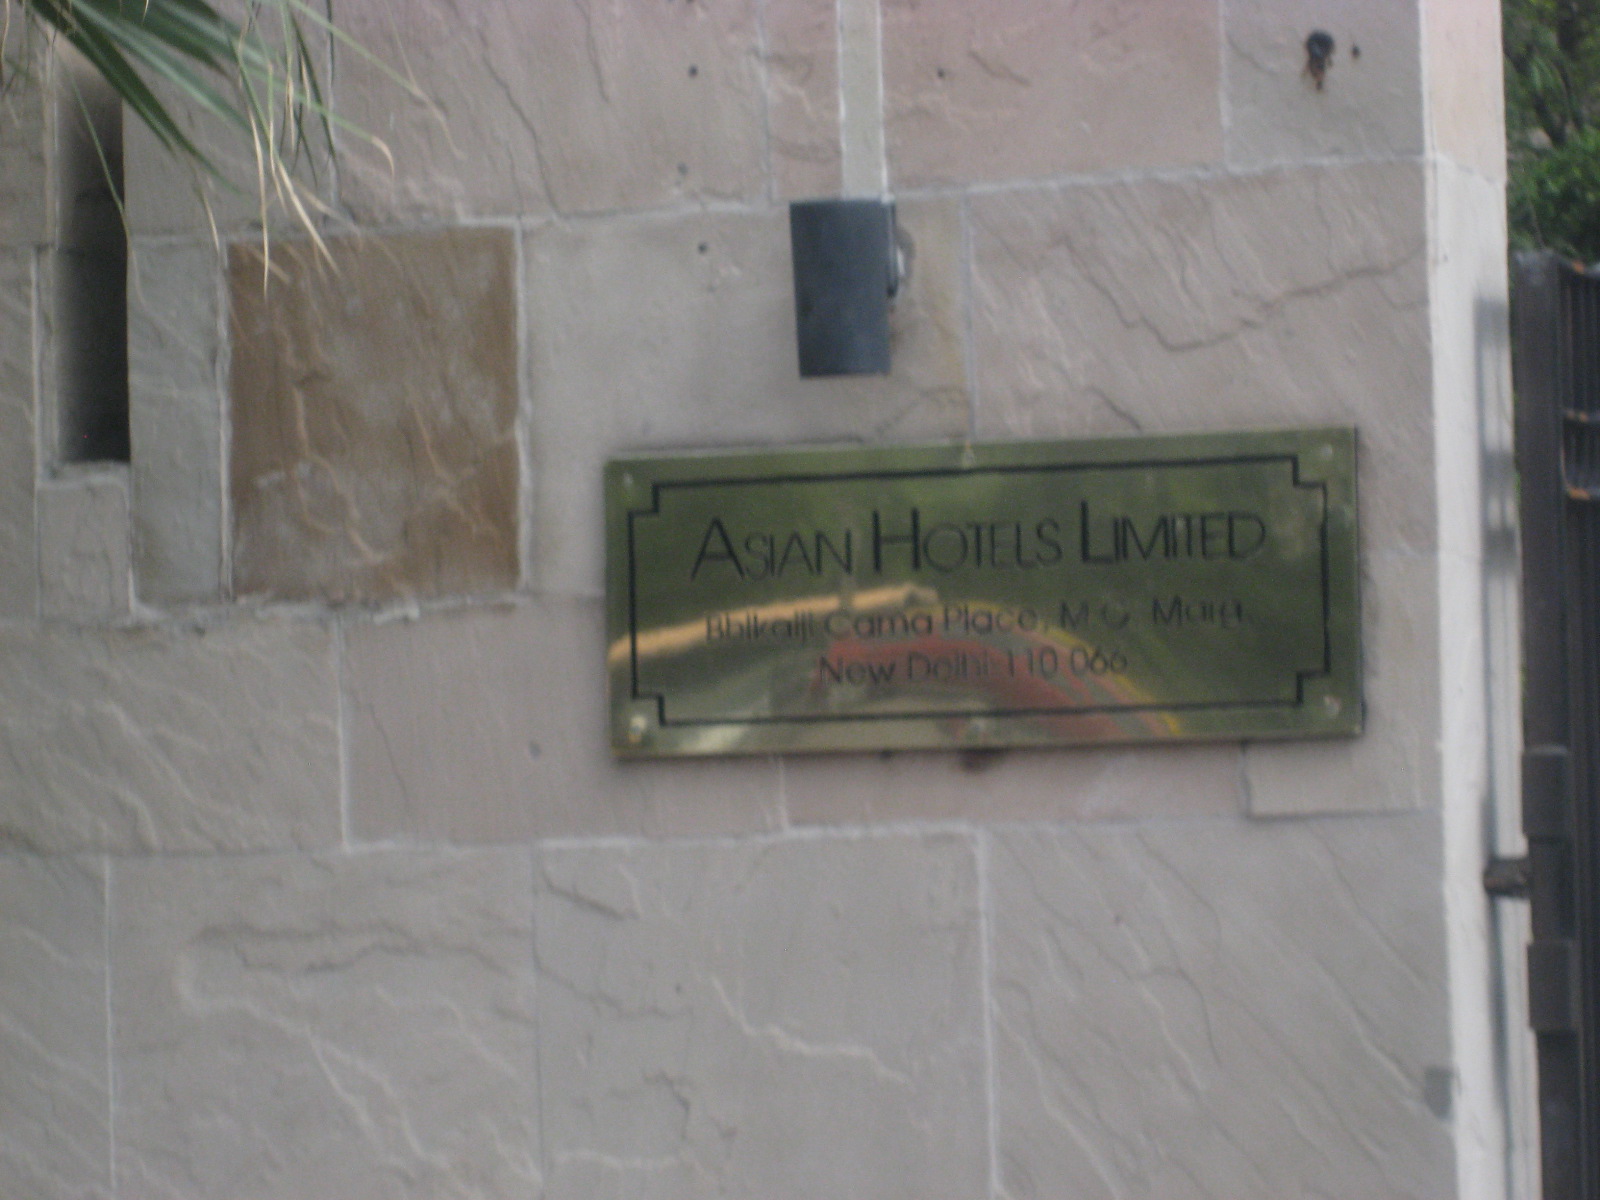 ASIAN HOTELS LIMITED
Bhikaiji Cama Place, M.G. Marg,
New Delhi-110 066